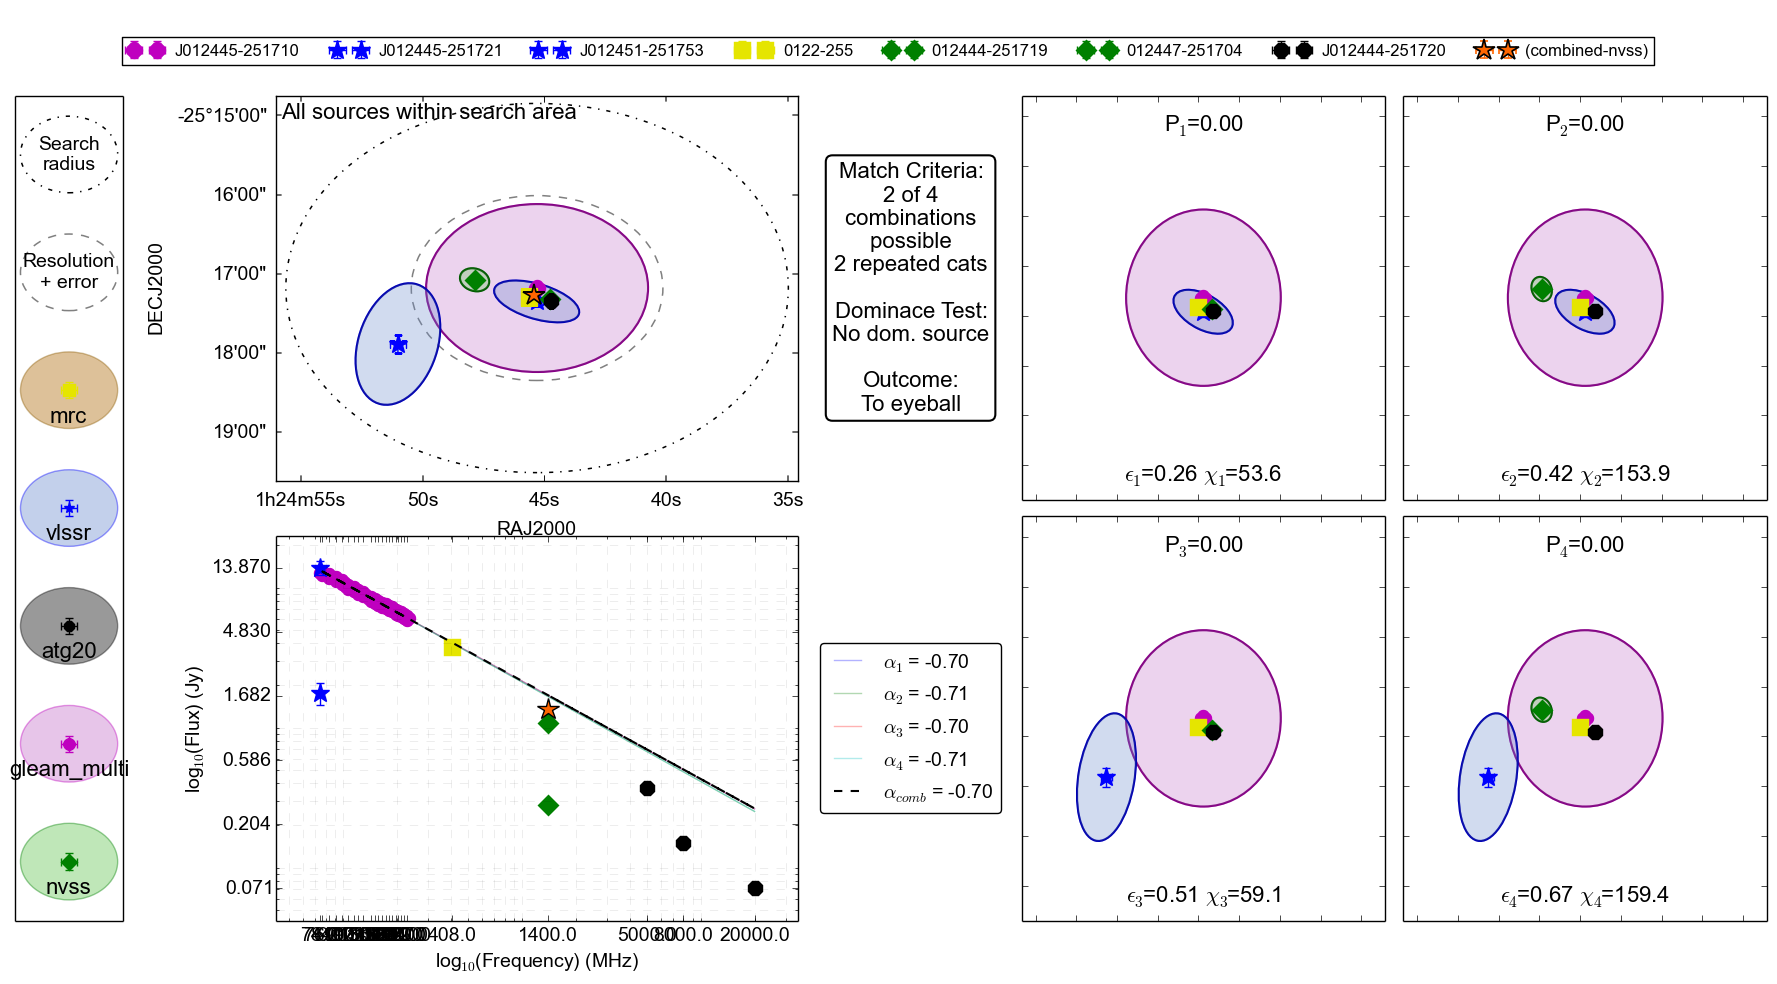 J012445-251710 J012445-251721 J012451-251753 0122-255 012444-251719 012447-251704 J012444-251720 (combined-nvss)
Search
radius
Resolution
+ error
mrc
vlssr
atg20
gleam_multi
nvss
All sources within search area
DECJ2000
-25°15'00"
16'00"
17'00"
18'00"
19'00"
1h24m55s 50s 45s 40s 35s
RAJ2000
Match Criteria:
2 of 4
combinations
possible
2 repeated cats
Dominace Test:
No dom. source
Outcome:
To eyeball
P₁=0.00
ϵ₁=0.26 χ₁=53.6
P₂=0.00
ϵ₂=0.42 χ₂=153.9
log₁₀(Flux) (Jy)
13.870
4.830
1.682
0.586
0.204
0.071
408.0 1400.0 5000.0 8000.0 20000.0
log₁₀(Frequency) (MHz)
α₁ = -0.70
α₂ = -0.71
α₃ = -0.70
α₄ = -0.71
α_comb = -0.70
P₃=0.00
ϵ₃=0.51 χ₃=59.1
P₄=0.00
ϵ₄=0.67 χ₄=159.4